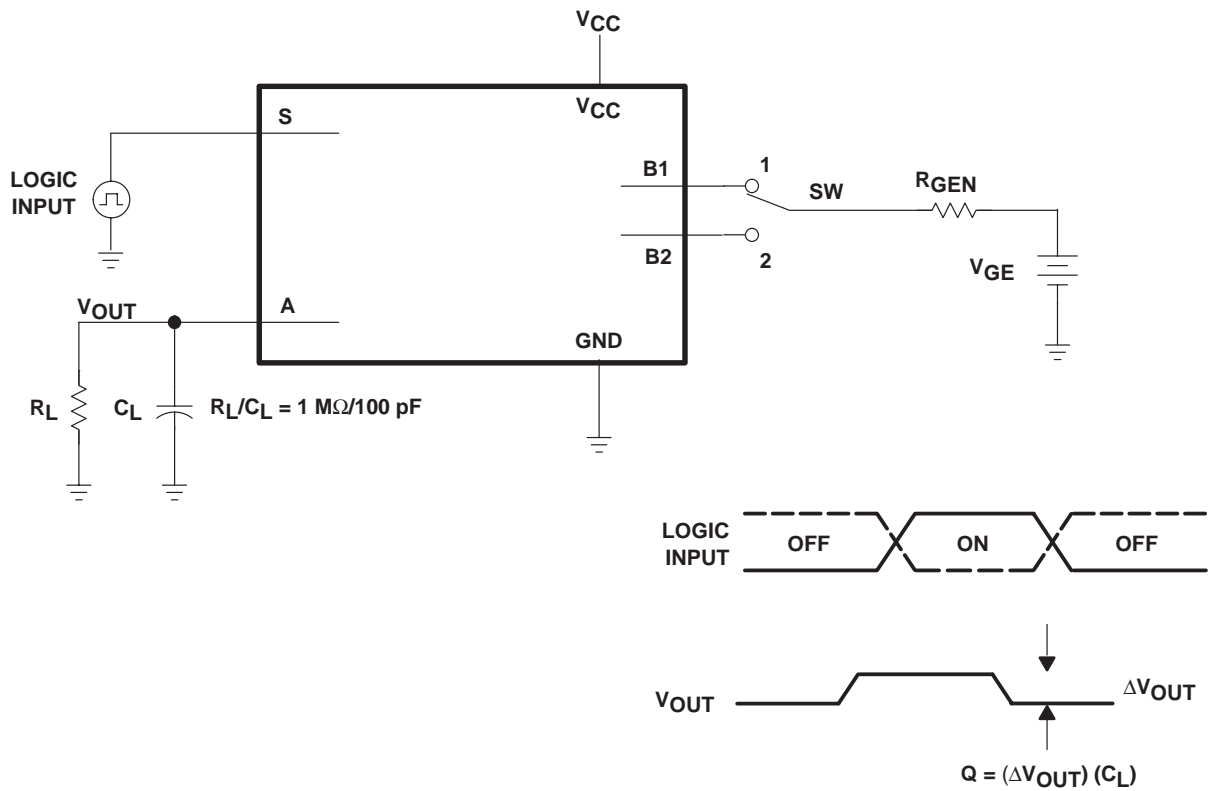 VCC
VCC
S
LOGIC
INPUT
B1
1
SW
RGEN
B2
2
VGE
VOUT
A
GND
RL
CL
RL/CL = 1 MΩ/100 pF
LOGIC
INPUT
OFF
ON
OFF
VOUT
ΔVOUT
Q = (ΔVOUT) (CL)